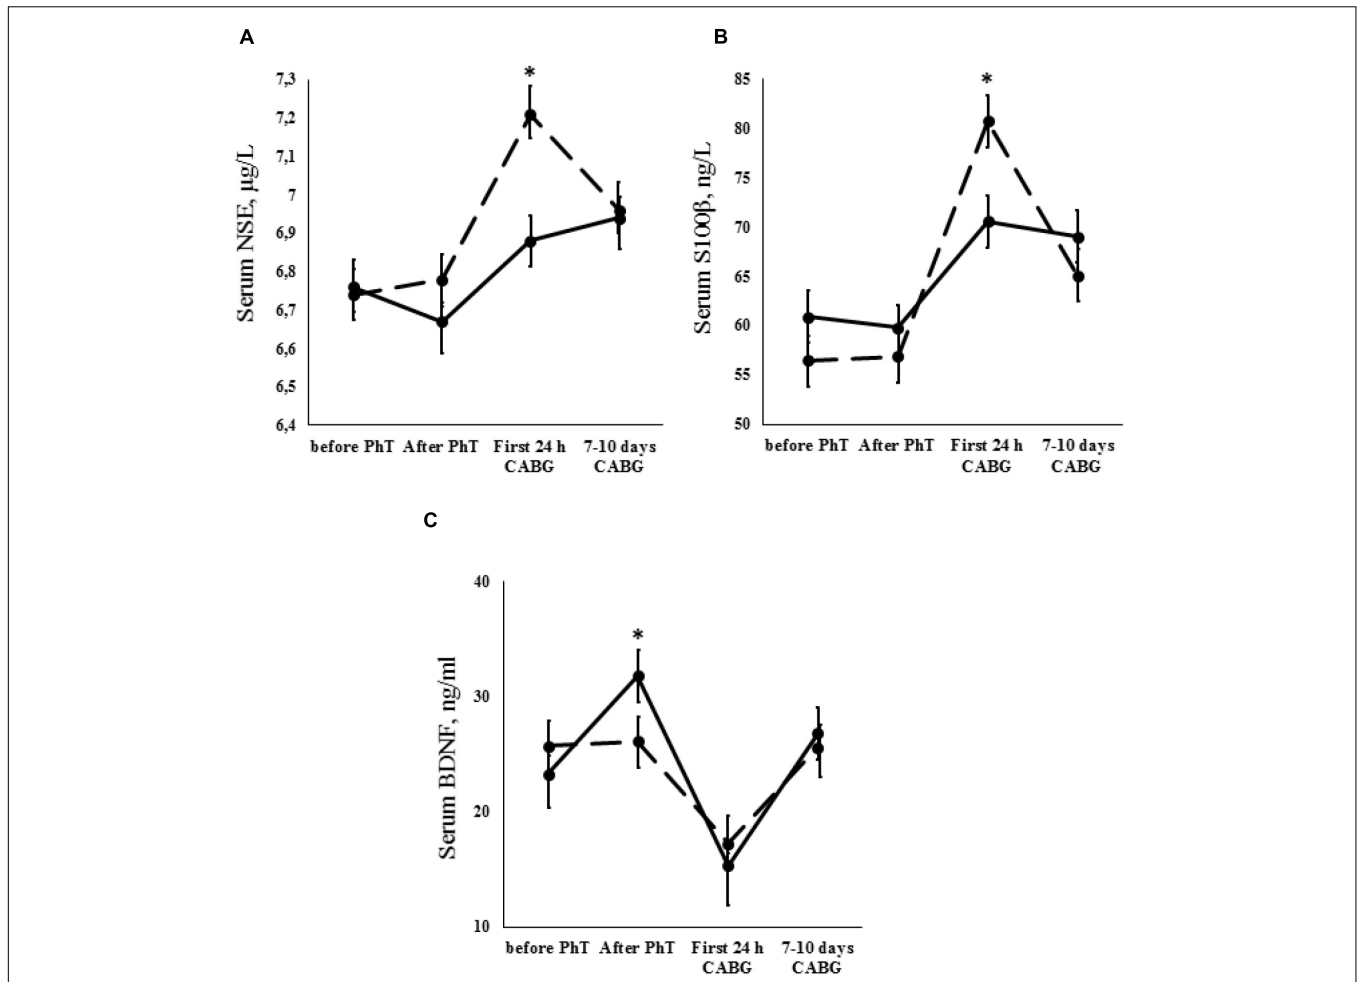 A
B
*
*
7,3
7,2
7,1
7
6,9
6,8
6,7
6,6
6,5
6,4
Serum NSE, µg/L
before PhT After PhT First 24 h 7-10 days
CABG CABG
85
80
75
70
65
60
55
50
Serum S100β, ng/L
before PhT After PhT First 24 h 7-10 days
CABG CABG
C
*
40
30
20
10
Serum BDNF, ng/ml
before PhT After PhT First 24 h 7-10 days
CABG CABG